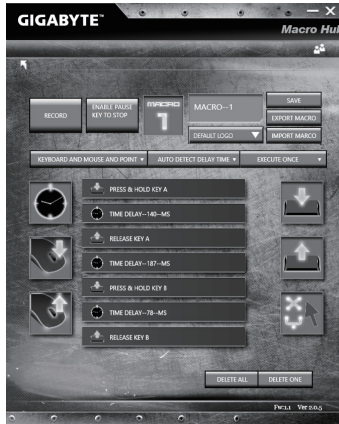 GIGABYTE™
Macro Hub
RECORD
ENABLE PAUSE
KEY TO STOP
MACRO
1
MACRO--1
DEFAULT LOGO
SAVE
EXPORT MACRO
IMPORT MARCO
KEYBOARD AND MOUSE AND POINT
AUTO DETECT DELAY TIME
EXECUTE ONCE
PRESS & HOLD KEY A
TIME DELAY--140--MS
RELEASE KEY A
TIME DELAY--187--MS
PRESS & HOLD KEY B
TIME DELAY--78--MS
RELEASE KEY B
DELETE ALL
DELETE ONE
Fw:1.1 Ver 2.0.5